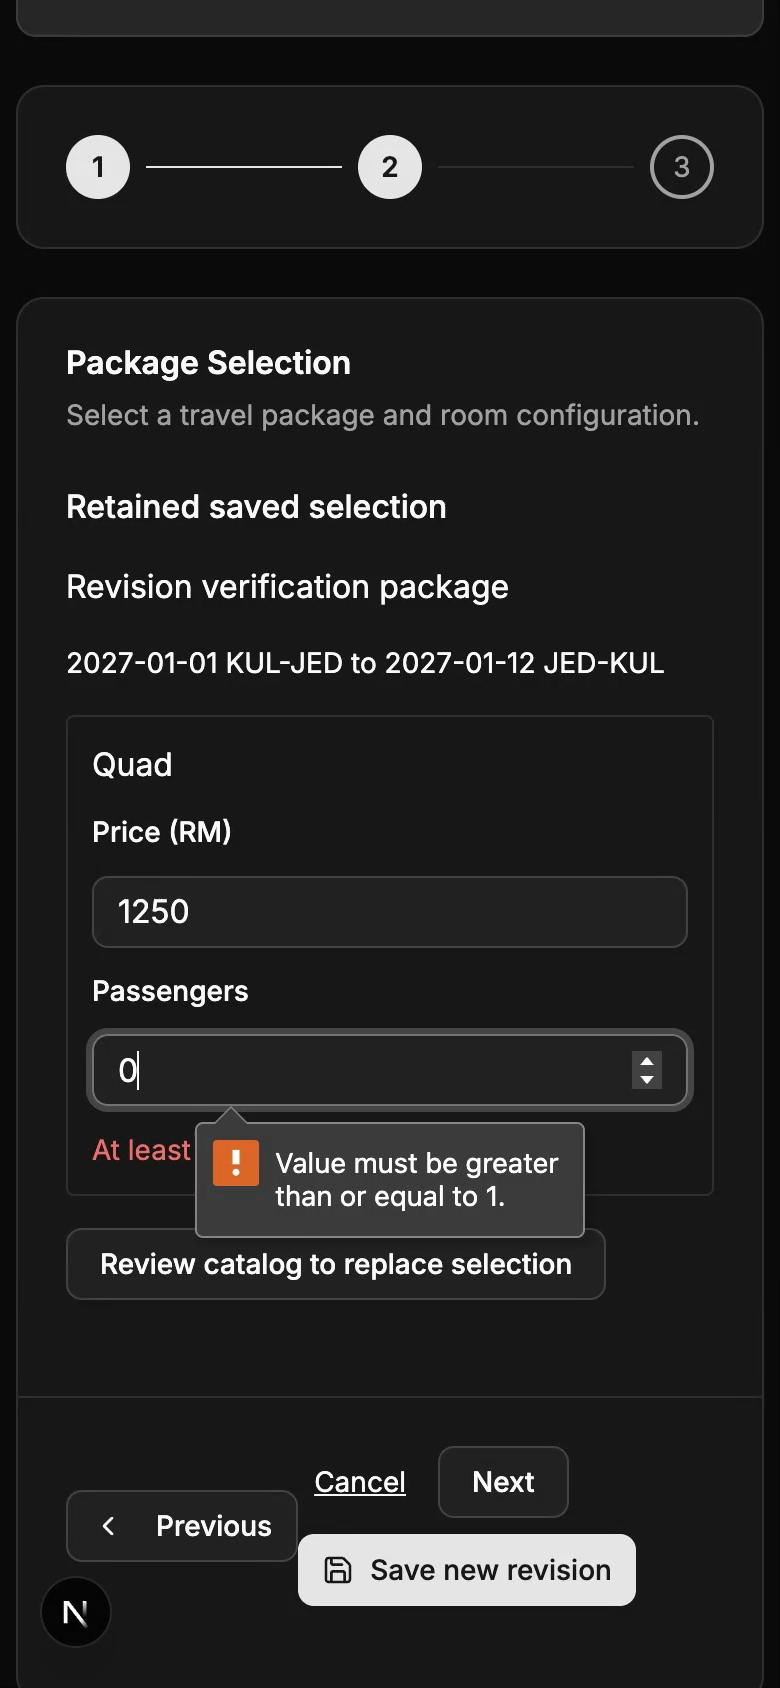 1
2
3
Package Selection
Select a travel package and room configuration.
Retained saved selection
Revision verification package
2027-01-01 KUL-JED to 2027-01-12 JED-KUL
Quad
Price (RM)
1250
Passengers
0
At least
! Value must be greater
than or equal to 1.
Review catalog to replace selection
Cancel
Next
Previous
Save new revision
N